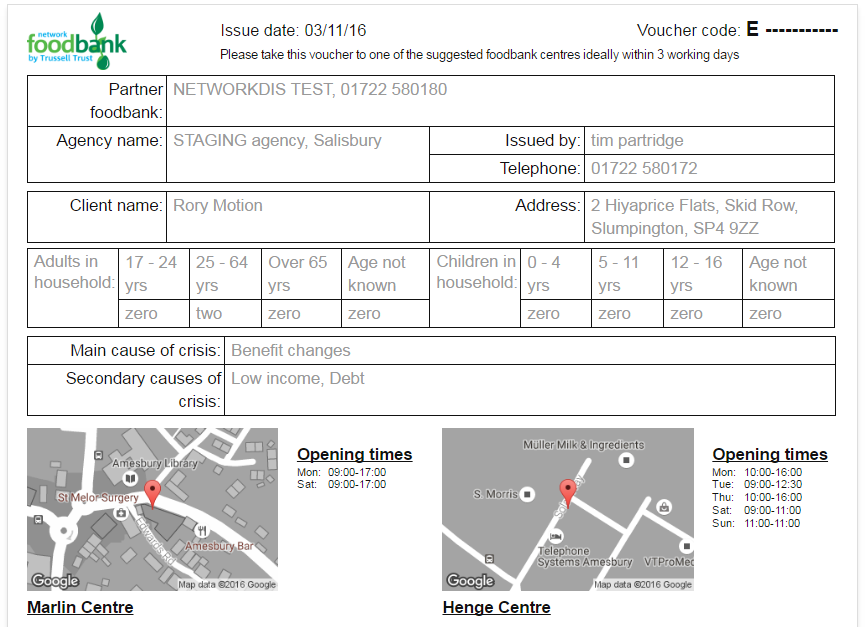 network
foodbank
by Trussell Trust
Issue date: 03/11/16
Voucher code: E -----------
Please take this voucher to one of the suggested foodbank centres ideally within 3 working days
Partner foodbank: NETWORKDIS TEST, 01722 580180
Agency name: STAGING agency, Salisbury
Issued by: tim partridge
Telephone: 01722 580172
Client name: Rory Motion
Address: 2 Hiyaprice Flats, Skid Row,
Slumpington, SP4 9ZZ
Adults in household:
17 - 24 yrs
25 - 64 yrs
Over 65 yrs
Age not known
zero
two
zero
zero
Children in household:
0 - 4 yrs
5 - 11 yrs
12 - 16 yrs
Age not known
zero
zero
zero
zero
Main cause of crisis: Benefit changes
Secondary causes of crisis: Low income, Debt
Amesbury Library
St Melor Surgery
Edwards Rd
Amesbury Bar
Google
Map data ©2016 Google
Marlin Centre
Opening times
Mon: 09:00-17:00
Sat: 09:00-17:00
Müller Milk & Ingredients
S. Morris
Telephone
Systems Amesbury
VTProMed
Google
Map data ©2016 Google
Henge Centre
Opening times
Mon: 10:00-16:00
Tue: 09:00-12:30
Thu: 10:00-16:00
Sat: 09:00-11:00
Sun: 11:00-11:00